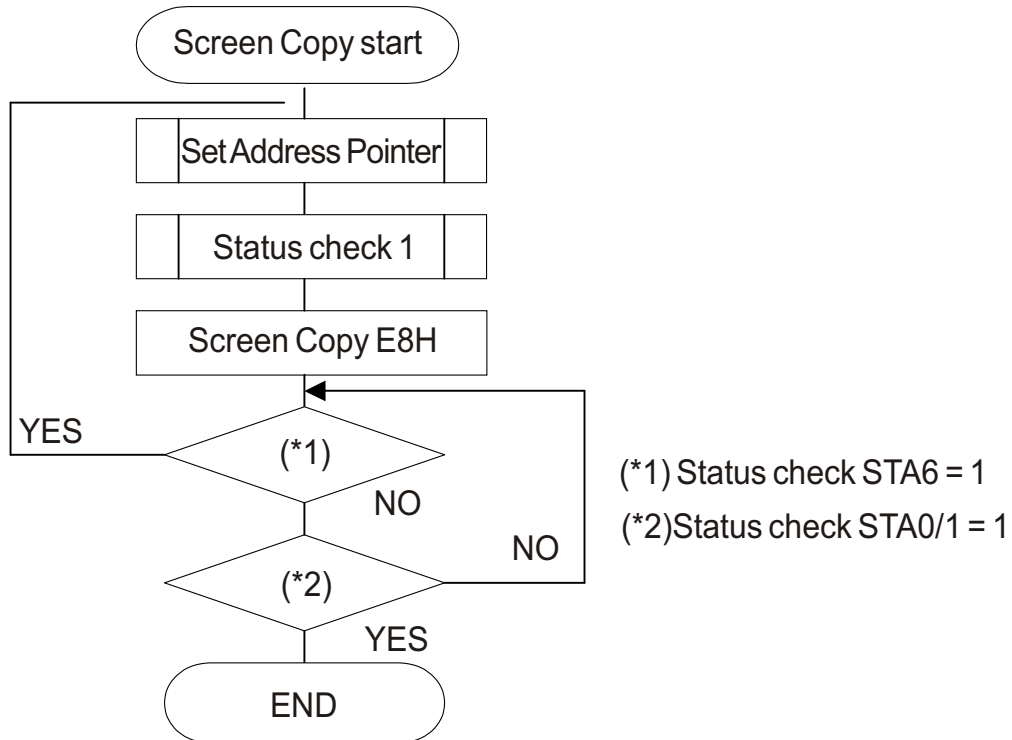 Screen Copy start
Set Address Pointer
Status check 1
Screen Copy E8H
YES
(*1)
NO
(*1) Status check STA6 = 1
(*2)Status check STA0/1 = 1
NO
(*2)
YES
END